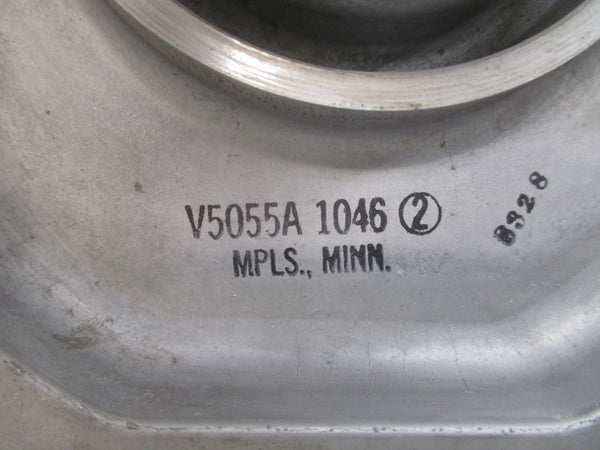 V5055A 1046 ②
MPLS., MINN.
8328